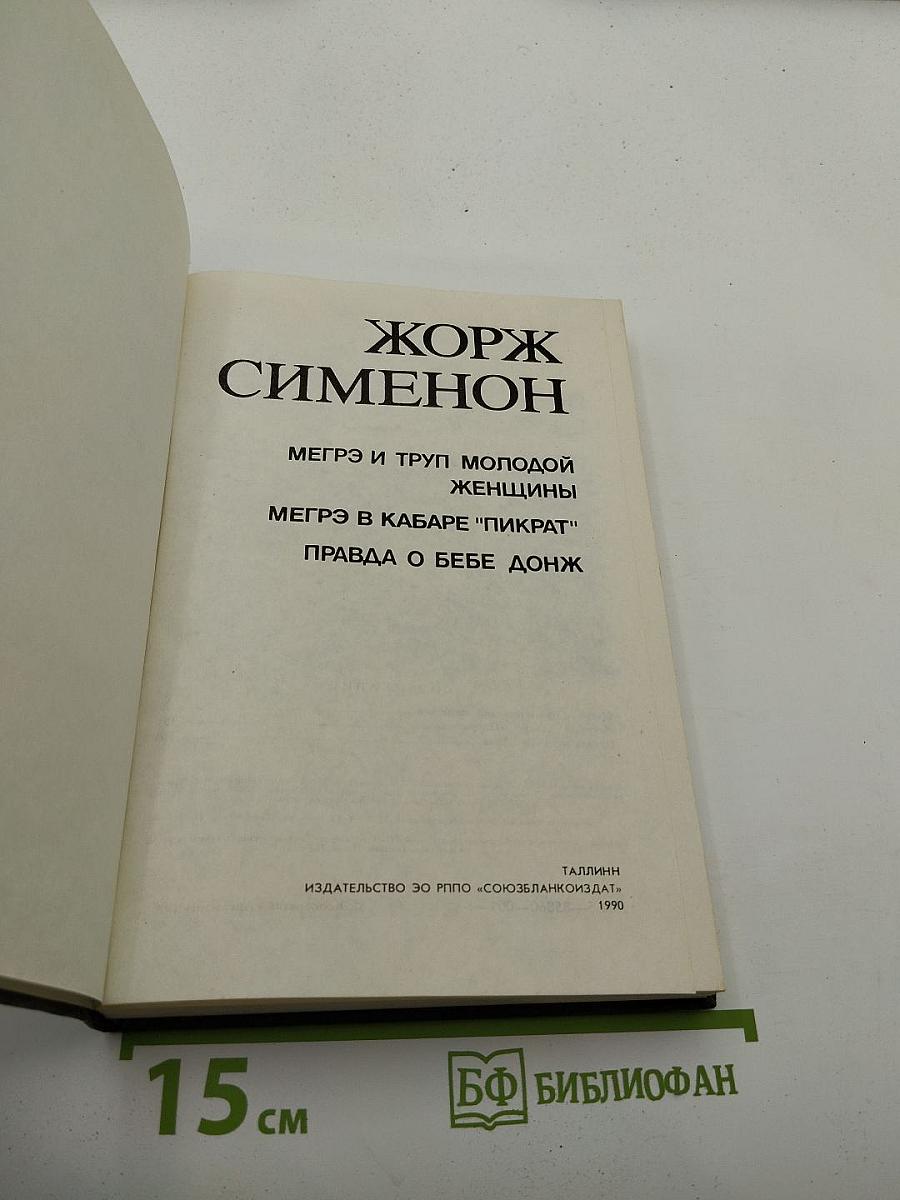 ЖОРЖ
СИМЕНОН
МЕГРЭ И ТРУП МОЛОДОЙ
ЖЕНЩИНЫ
МЕГРЭ В КАБАРЕ "ПИКРАТ"
ПРАВДА О БЕБЕ ДОНЖ
ТАЛЛИНН
ИЗДАТЕЛЬСТВО ЭО РППО «СОЮЗБЛАНКОИЗДАТ»
1990
15 см
БФ БИБЛИОФАН